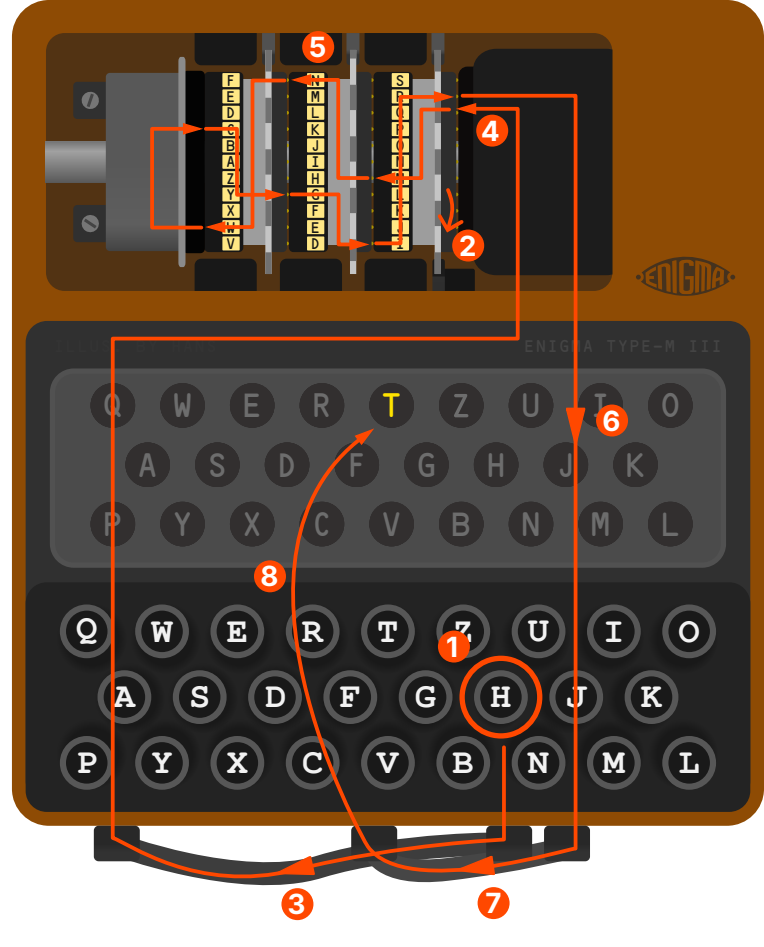 5
F N S
E M R
D L Q
C K P
B J O
A I N
Z H M
Y G L
X F K
W E J
V D I
4
2
ENIGMA
ENIGMA TYPE-M III
Q W E R T Z U I O
6
A S D F G H J K
P Y X C V B N M L
8
Q W E R T Z U I O
1
A S D F G H J K
P Y X C V B N M L
3
7